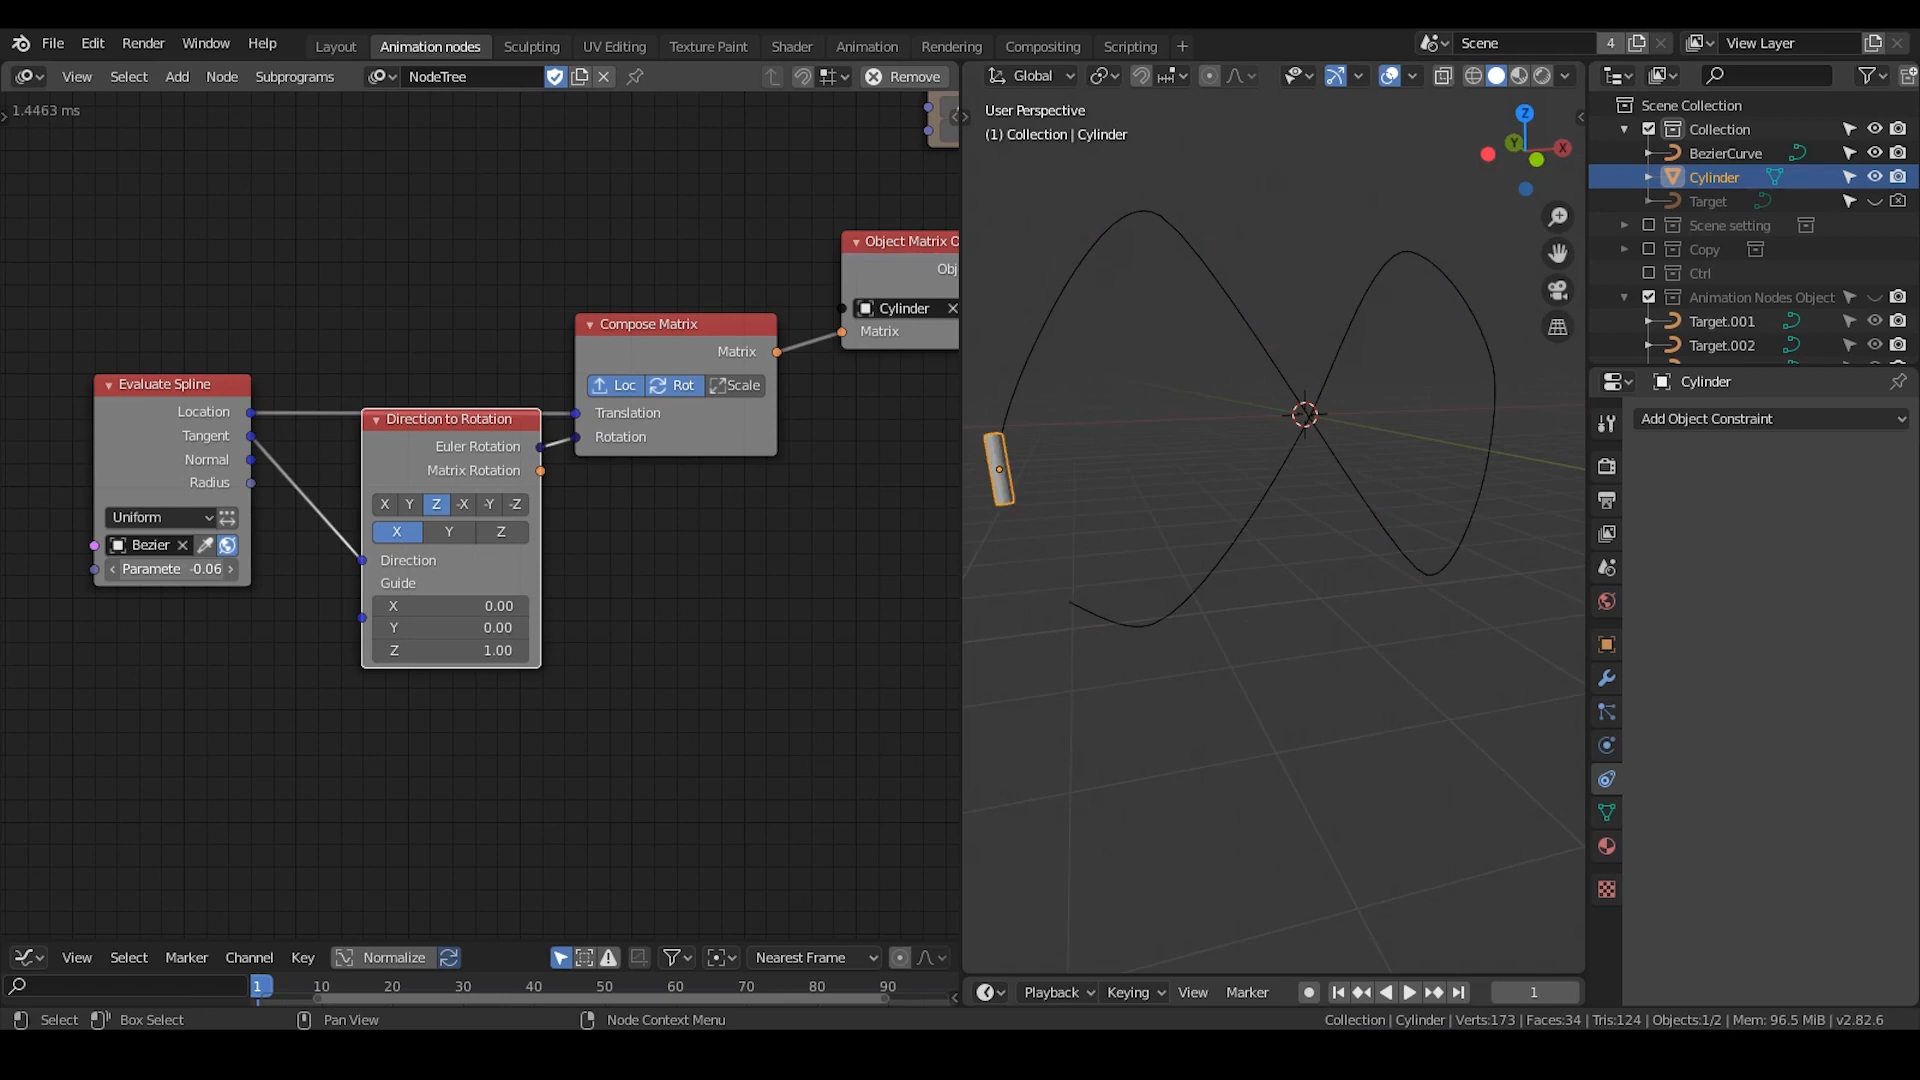 File Edit Render Window Help Layout Animation nodes Sculpting UV Editing Texture Paint Shader Animation Rendering Compositing Scripting + Scene 4 View Layer
View Select Add Node Subprograms NodeTree Remove Global
1.4463 ms
User Perspective
(1) Collection | Cylinder
Z
Y
X
Scene Collection
Collection
BezierCurve
Cylinder
Target
Scene setting
Copy
Ctrl
Animation Nodes Object
Target.001
Target.002
Object Matrix O
Obj
Cylinder
Matrix
Compose Matrix
Matrix
Loc Rot Scale
Translation
Rotation
Evaluate Spline
Location
Tangent
Normal
Radius
Uniform
Bezier
Paramete -0.06
Direction to Rotation
Euler Rotation
Matrix Rotation
X Y Z -X -Y -Z
X Y Z
Direction
Guide
X 0.00
Y 0.00
Z 1.00
Cylinder
Add Object Constraint
View Select Marker Channel Key Normalize Nearest Frame
1 10 20 30 40 50 60 70 80 90
Playback Keying View Marker 1
Select Box Select Pan View Node Context Menu Collection | Cylinder | Verts:173 | Faces:34 | Tris:124 | Objects:1/2 | Mem: 96.5 MiB | v2.82.6